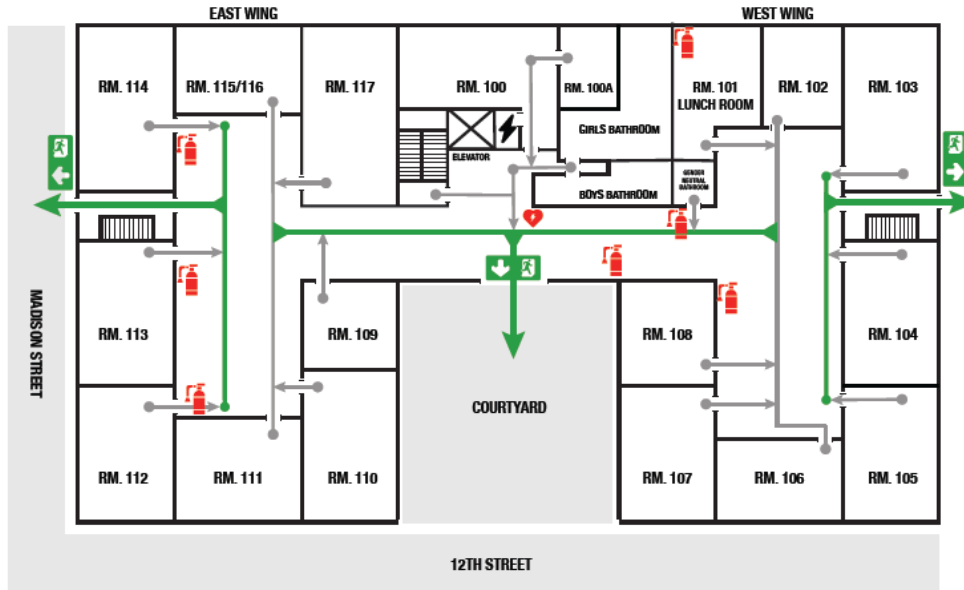 EAST WING
WEST WING
RM. 114
RM. 115/116
RM. 117
RM. 100
RM. 100A
RM. 101
LUNCH ROOM
RM. 102
RM. 103
GIRLS BATHROOM
ELEVATOR
BOYS BATHROOM
GENDER
NEUTRAL
BATHROOM
MADISON STREET
RM. 113
RM. 109
RM. 108
RM. 104
COURTYARD
RM. 112
RM. 111
RM. 110
RM. 107
RM. 106
RM. 105
12TH STREET